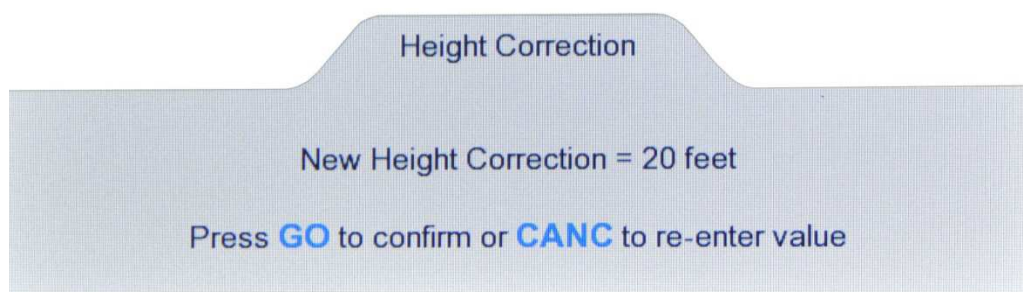 Height Correction
New Height Correction = 20 feet
Press GO to confirm or CANC to re-enter value